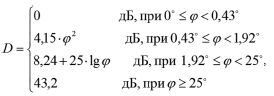 D = { 0 дБ, при 0° ≤ φ < 0,43°
4,15·φ² дБ, при 0,43° ≤ φ < 1,92°
8,24 + 25·lg φ дБ, при 1,92° ≤ φ < 25° ,
43,2 дБ, при φ ≥ 25°